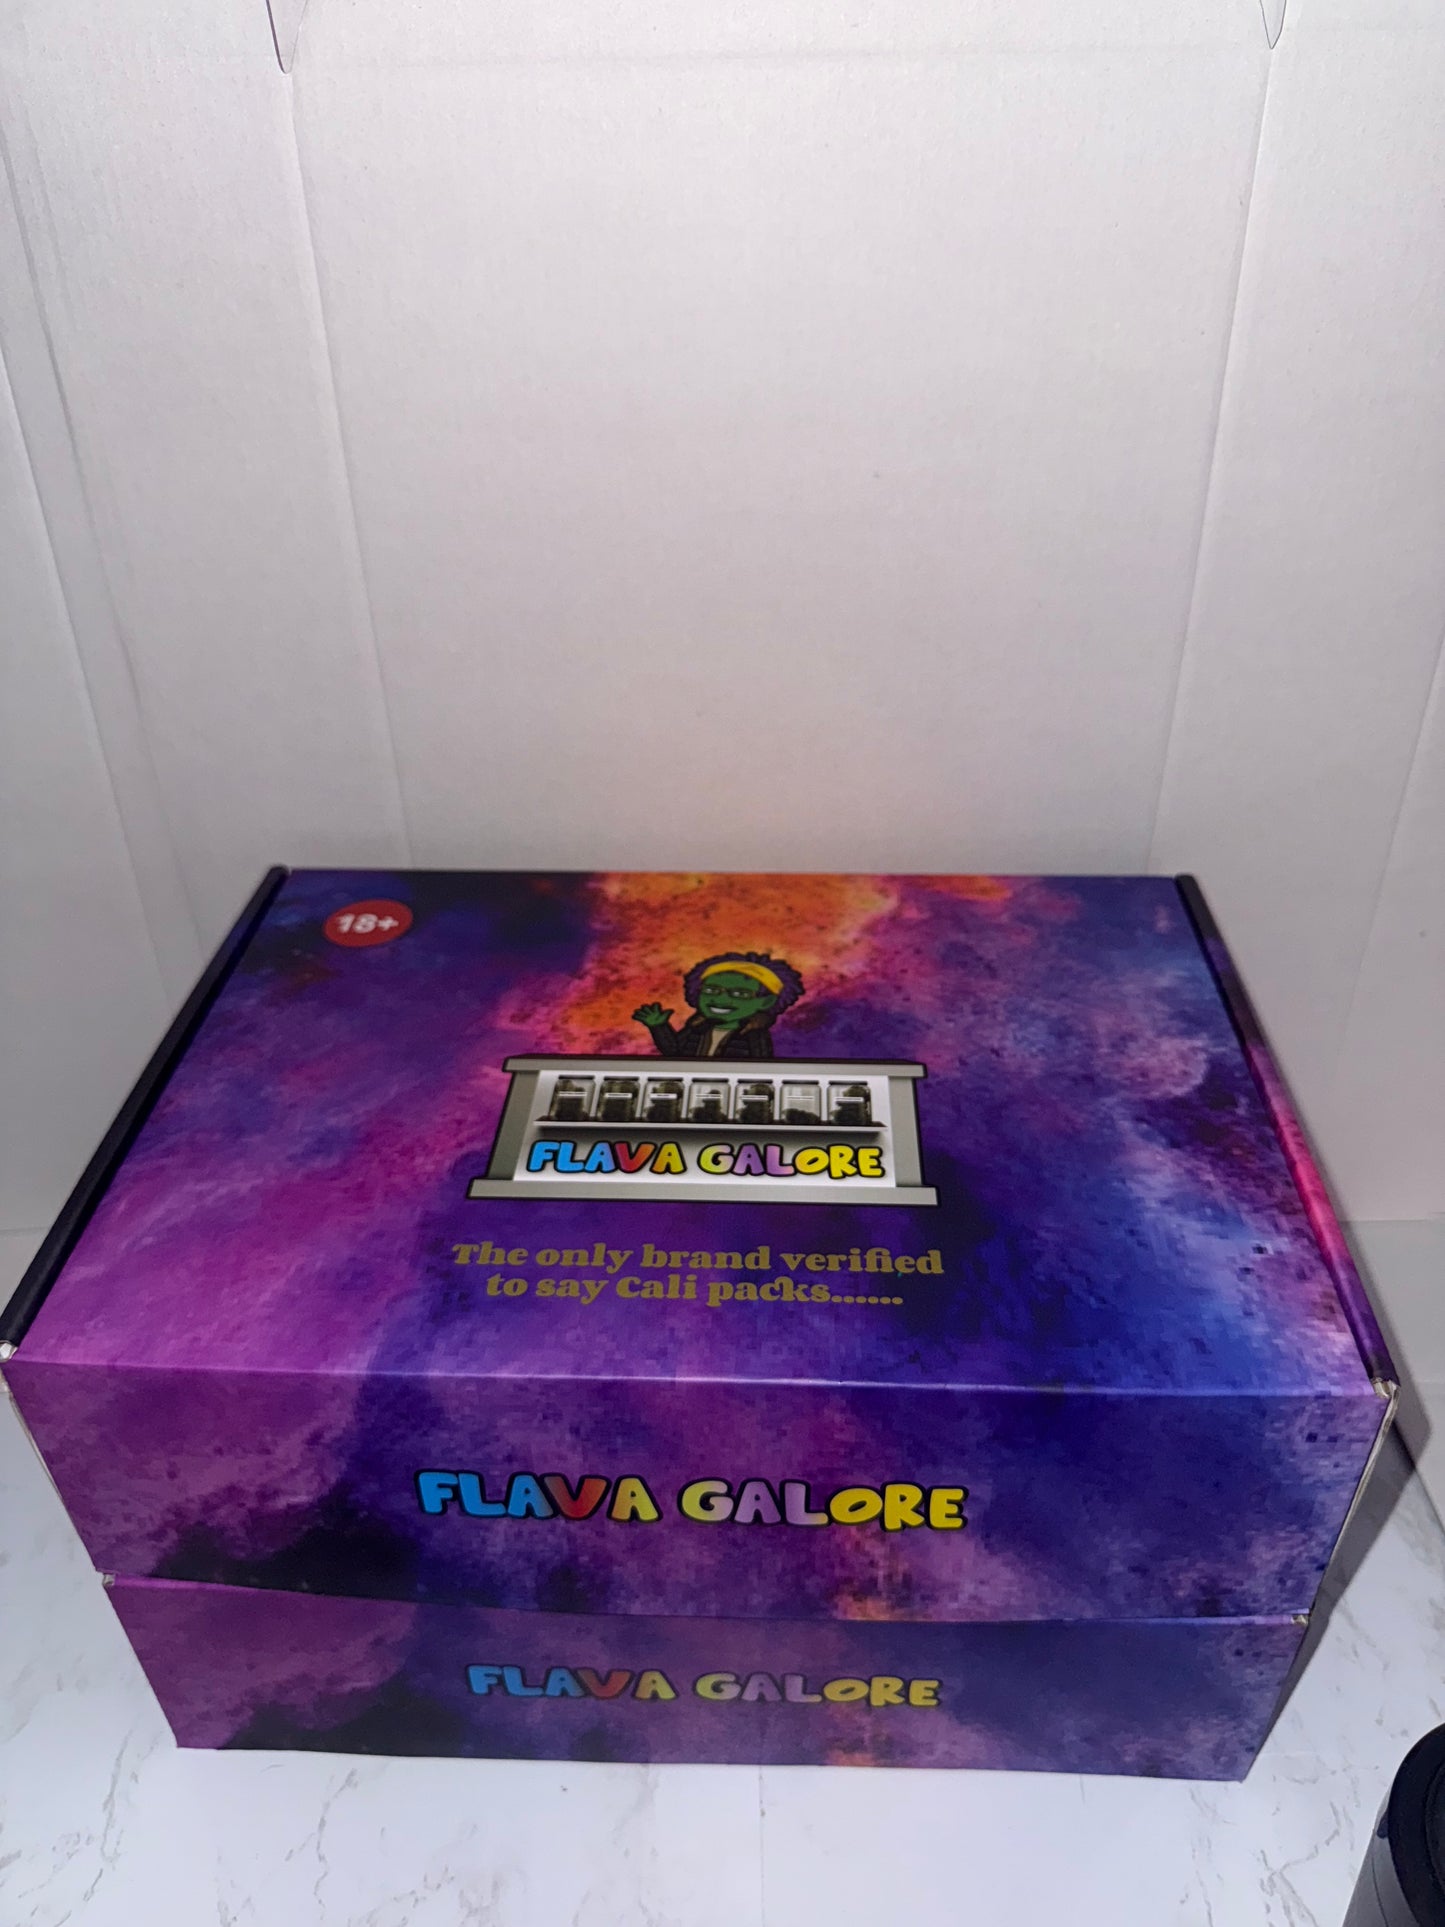 18+
FLAVA GALORE
The only brand verified
to say Cali packs......
FLAVA GALORE
FLAVA GALORE